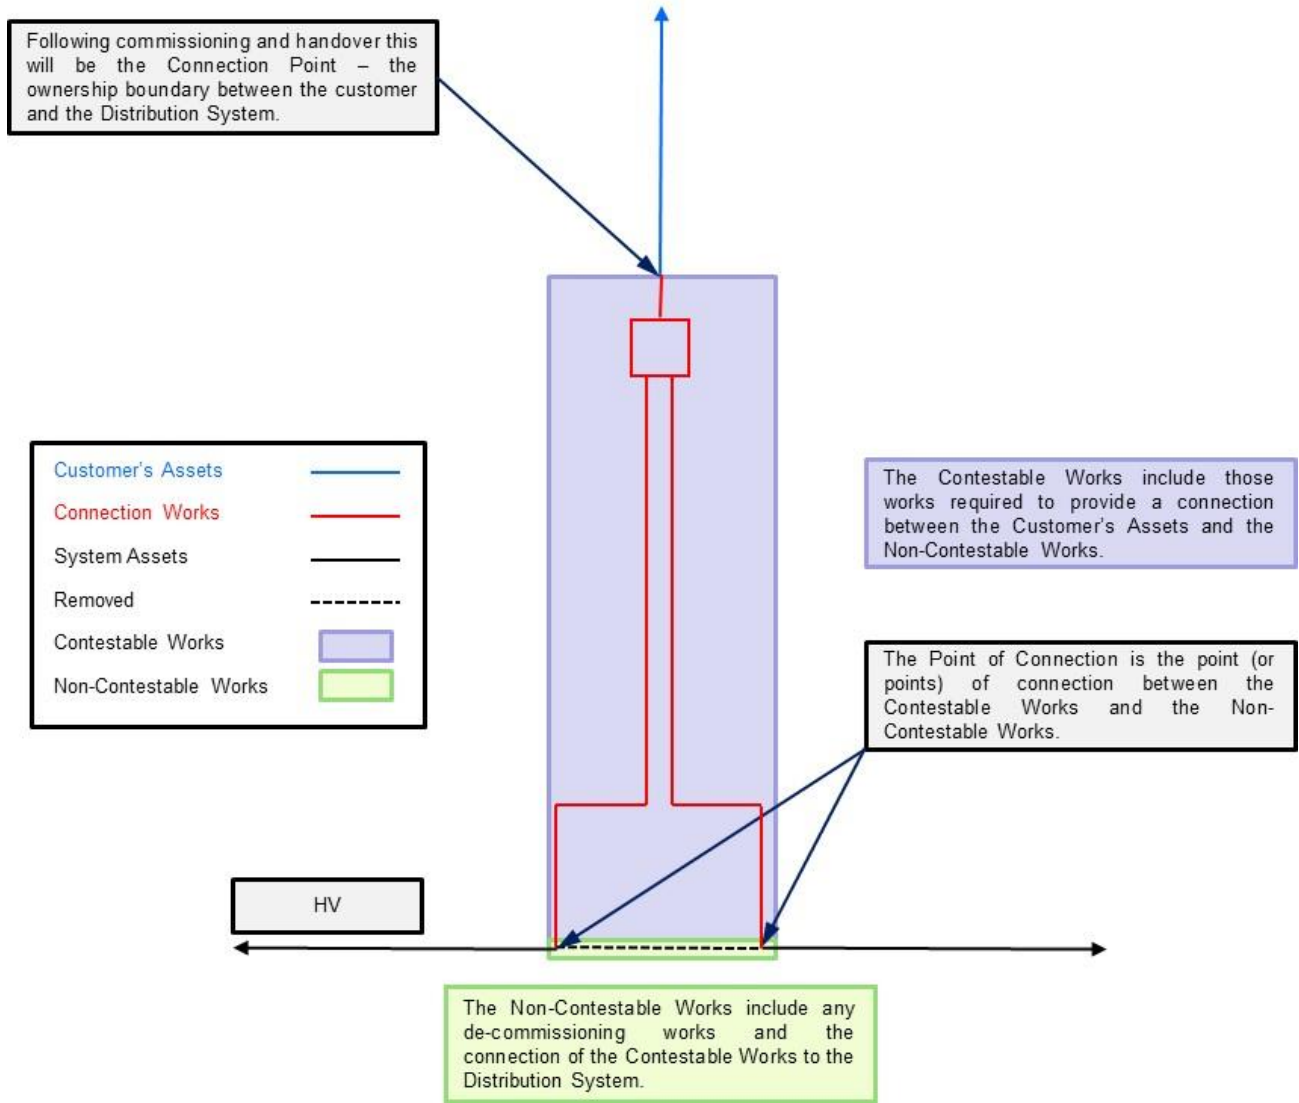 Following commissioning and handover this
will be the Connection Point – the
ownership boundary between the customer
and the Distribution System.
Customer's Assets
Connection Works
System Assets
Removed
Contestable Works
Non-Contestable Works
The Contestable Works include those
works required to provide a connection
between the Customer's Assets and the
Non-Contestable Works.
The Point of Connection is the point (or
points) of connection between the
Contestable Works and the Non-
Contestable Works.
HV
The Non-Contestable Works include any
de-commissioning works and the
connection of the Contestable Works to the
Distribution System.